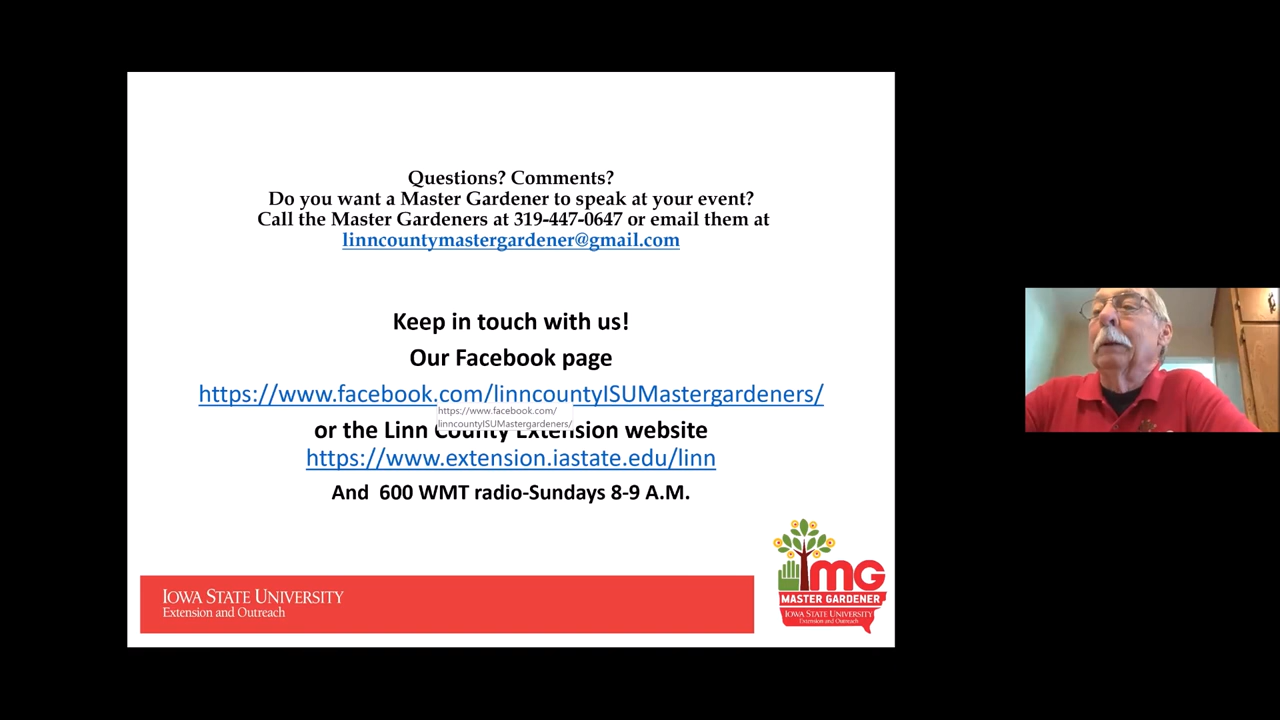 Questions? Comments?
Do you want a Master Gardener to speak at your event?
Call the Master Gardeners at 319-447-0647 or email them at
linncountymastergardener@gmail.com
Keep in touch with us!
Our Facebook page
https://www.facebook.com/linncountyISUMastergardeners/
https://www.facebook.com/
linncountyISUMastergardeners/
or the Linn County Extension website
https://www.extension.iastate.edu/linn
And 600 WMT radio-Sundays 8-9 A.M.
IOWA STATE UNIVERSITY
Extension and Outreach
MG
MASTER GARDENER
IOWA STATE UNIVERSITY
Extension and Outreach